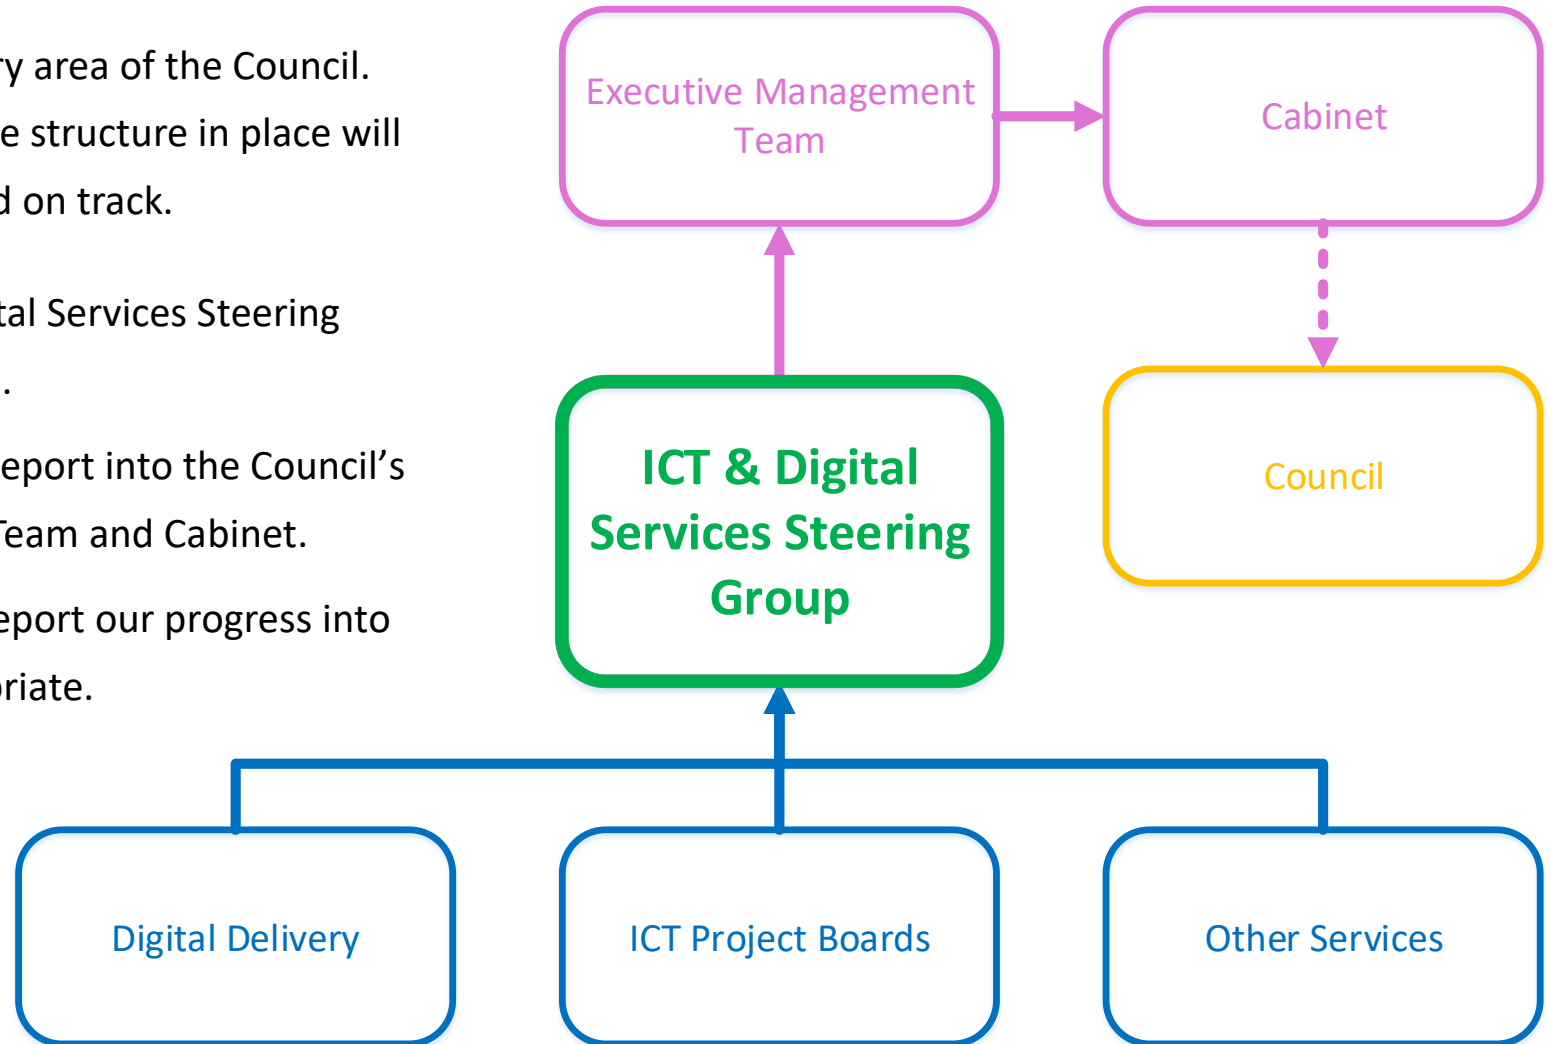 ry area of the Council.
e structure in place will
d on track.
tal Services Steering
.
eport into the Council’s
Team and Cabinet.
eport our progress into
priate.
Executive Management
Team
Cabinet
ICT & Digital
Services Steering
Group
Council
Digital Delivery
ICT Project Boards
Other Services